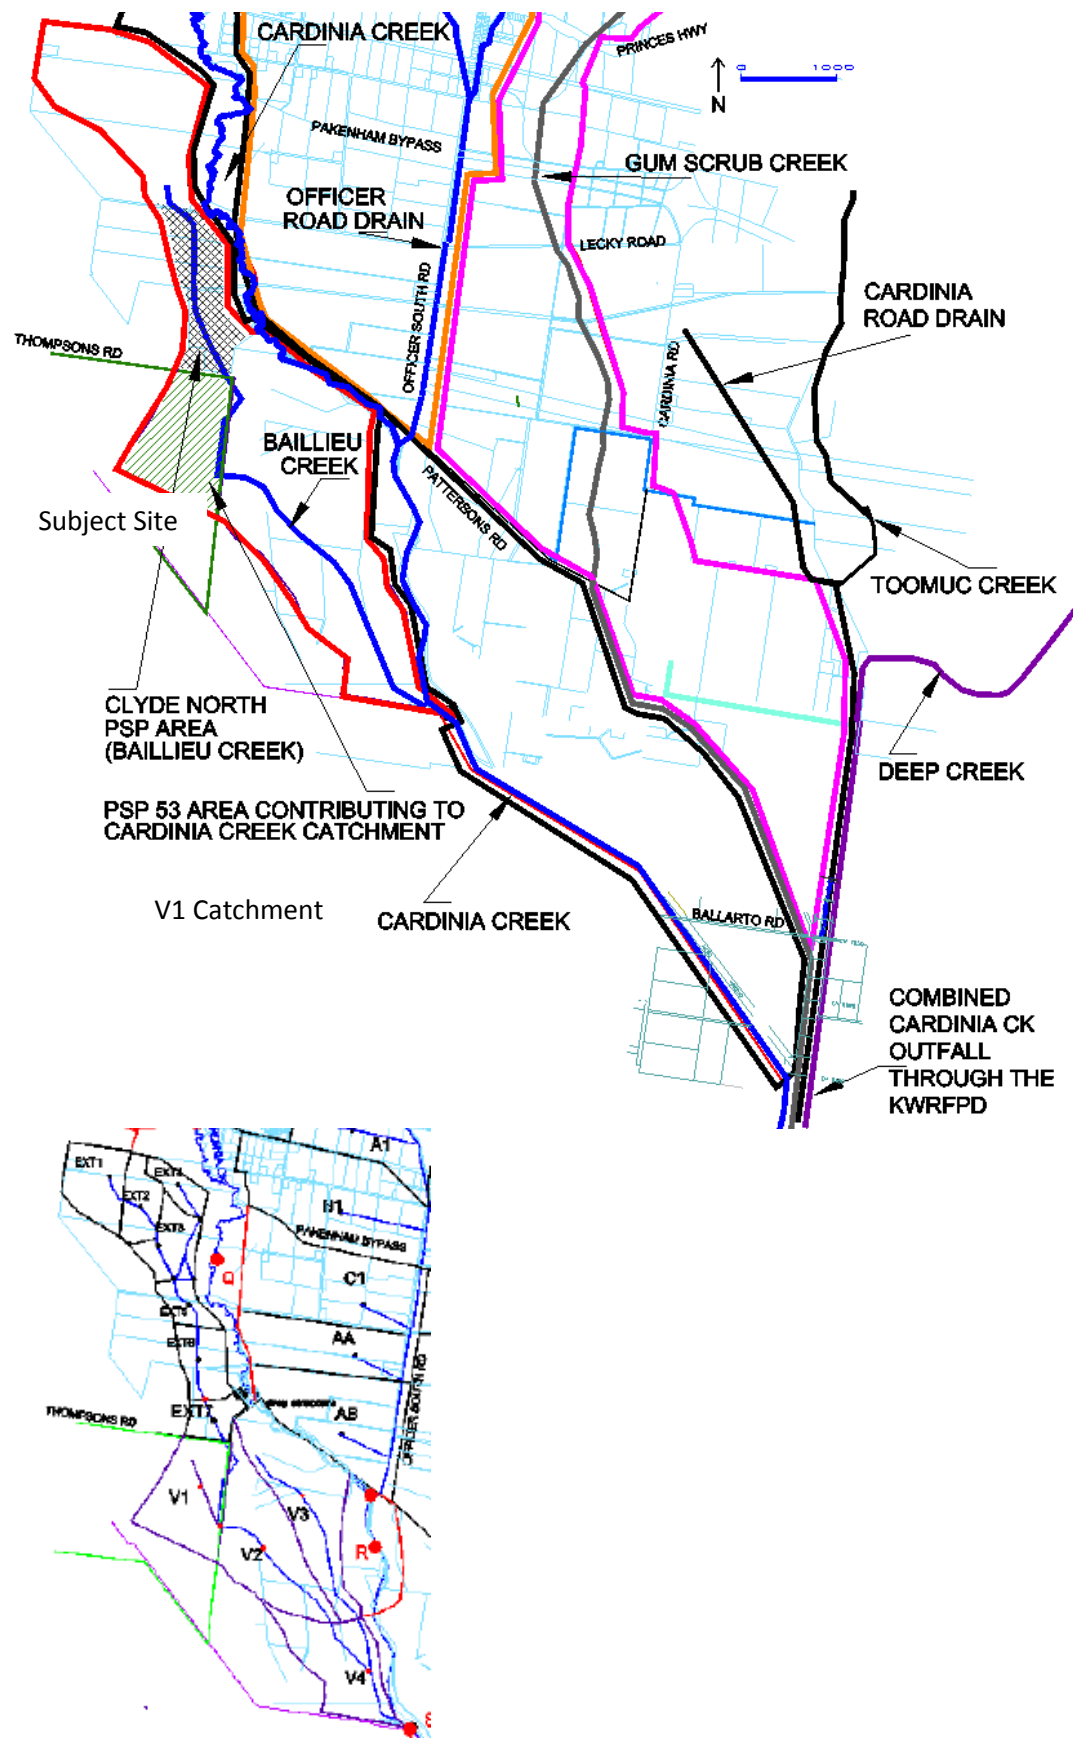 CARDINIA CREEK
PRINCES HWY
0 1000
N
PAKENHAM BYPASS
GUM SCRUB CREEK
OFFICER
ROAD DRAIN
LECKY ROAD
OFFICER SOUTH RD
CARDINIA
ROAD DRAIN
THOMPSONS RD
CARDINIA RD
BAILLIEU
CREEK
PATTERSONS RD
Subject Site
TOOMUC CREEK
CLYDE NORTH
PSP AREA
(BAILLIEU CREEK)
DEEP CREEK
PSP 53 AREA CONTRIBUTING TO
CARDINIA CREEK CATCHMENT
V1 Catchment
CARDINIA CREEK
BALLARTO RD
COMBINED
CARDINIA CK
OUTFALL
THROUGH THE
KWRFPD
A1
EXT1
EXT2
EXT3
B1
PAKENHAM BYPASS
Q
C1
AA
EXT7
AB
OFFICER SOUTH RD
THOMPSONS RD
V1
V3
V2
R
V4